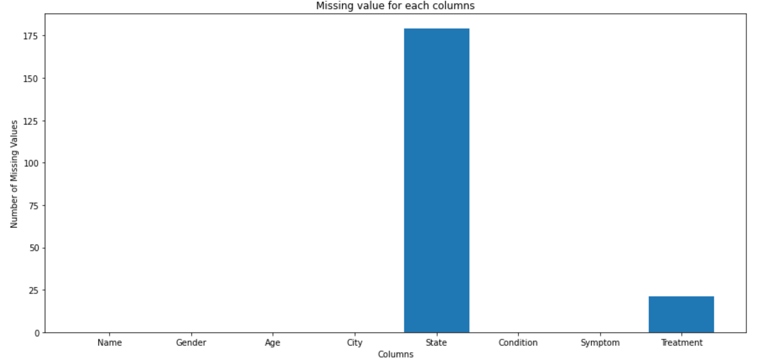 Missing value for each columns
Number of Missing Values
175
150
125
100
75
50
25
0
Name Gender Age City State Condition Symptom Treatment
Columns